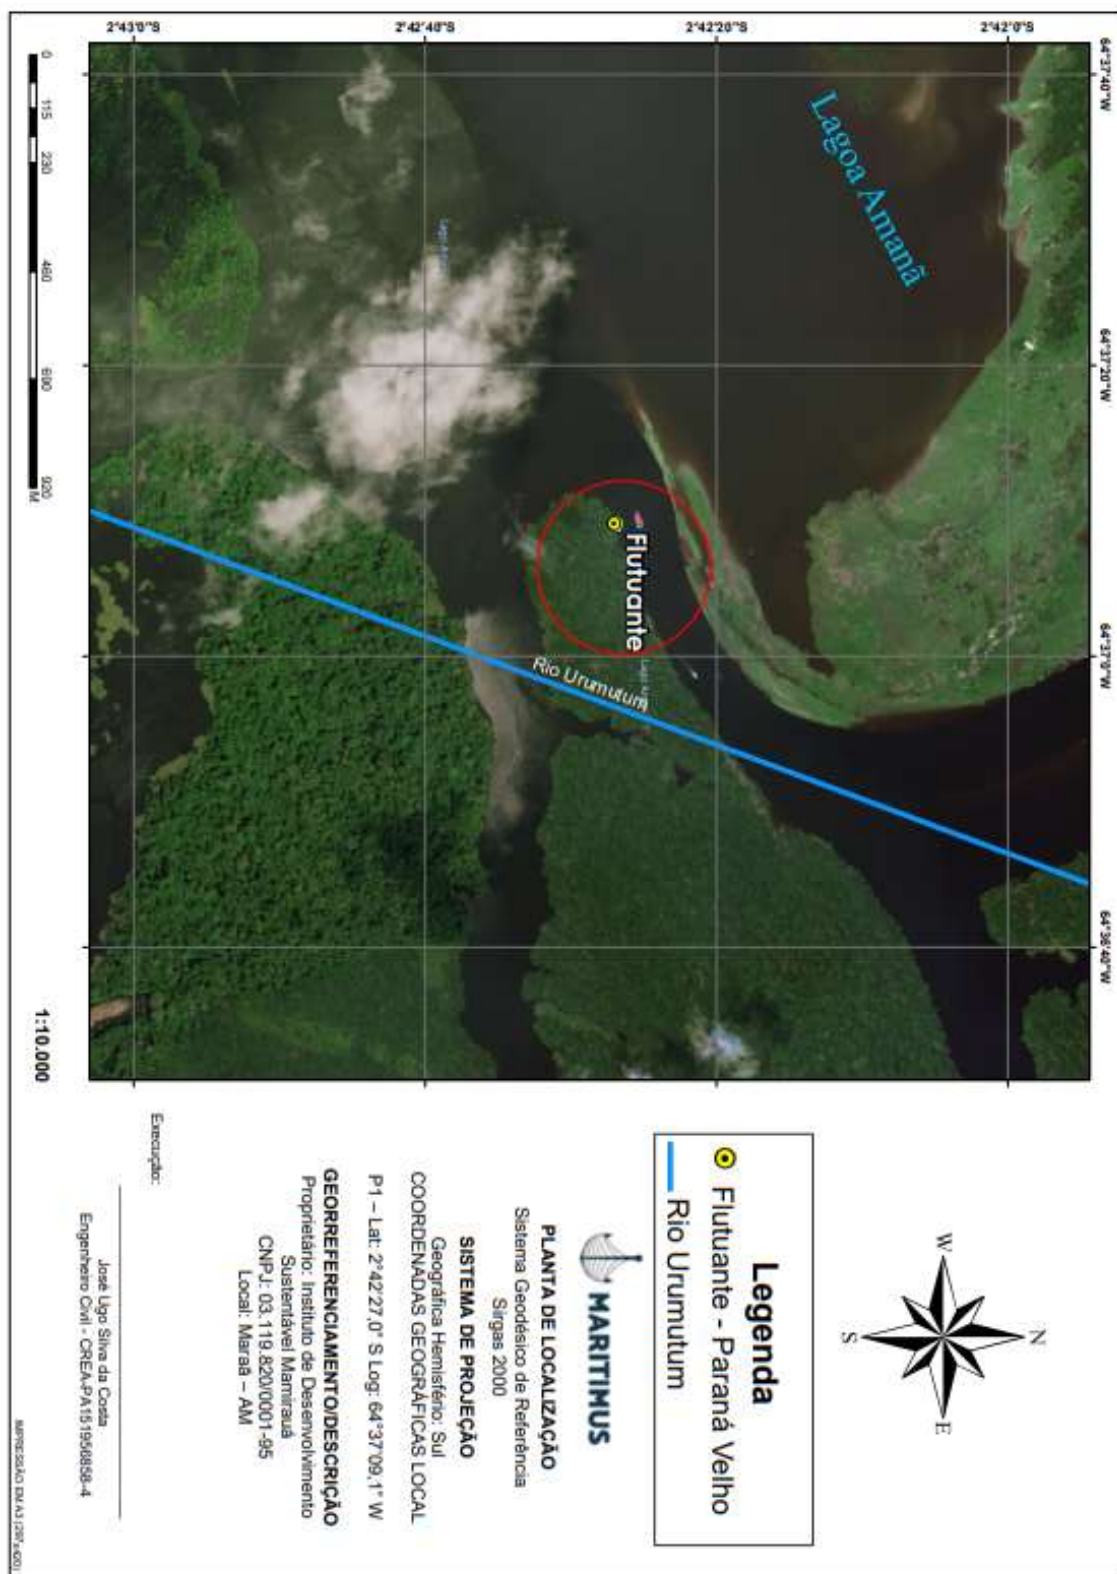 64°37'40"W
64°37'20"W
64°37'0"W
64°36'40"W
2°42'0"S
2°42'20"S
2°42'40"S
2°43'0"S
Lagoa Amanã
Flutuante
Rio Urumutum
0 115 230 460 690 920
M
1:10.000
N
W
E
S
Legenda
Flutuante - Paraná Velho
Rio Urumutum
MARITIMUS
PLANTA DE LOCALIZAÇÃO
Sistema Geodésico de Referência
Sirgas 2000
SISTEMA DE PROJEÇÃO
Geográfica Hemisfério: Sul
COORDENADAS GEOGRÁFICAS LOCAL
P1 – Lat: 2°42'27,0" S Log: 64°37'09,1" W
GEORREFERENCIAMENTO/DESCRIÇÃO
Proprietário: Instituto de Desenvolvimento
Sustentável Mamirauá
CNPJ: 03.119.820/0001-95
Local: Maraã – AM
Execução:
José Ugo Silva da Costa
Engenheiro Civil - CREA-PA151956858-4
IMPRESSÃO EM A3 (297x420)